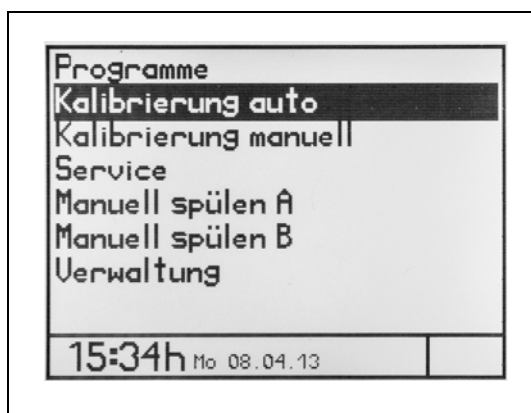 Programme
Kalibrierung auto
Kalibrierung manuell
Service
Manuell spülen A
Manuell spülen B
Verwaltung
15:34h Mo 08.04.13